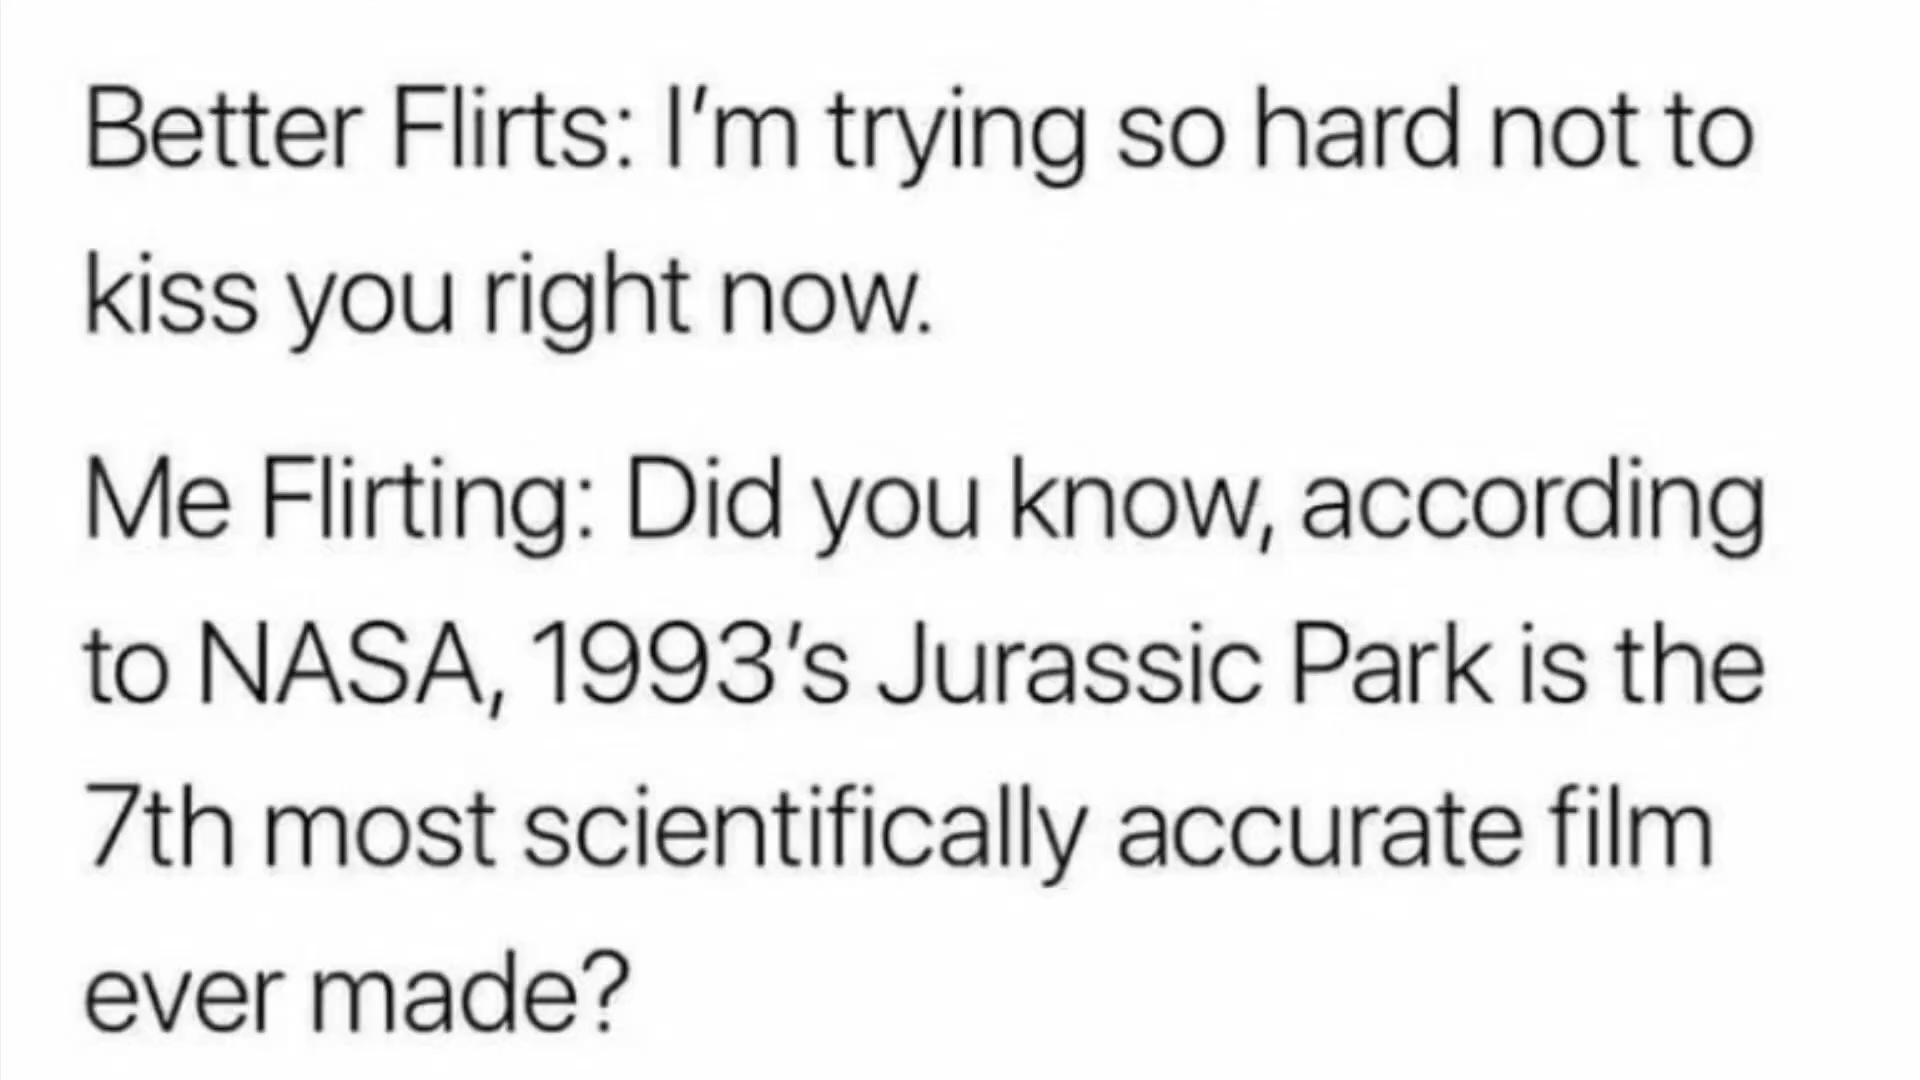 Better Flirts: I’m trying so hard not to
kiss you right now.
Me Flirting: Did you know, according
to NASA, 1993’s Jurassic Park is the
7th most scientifically accurate film
ever made?